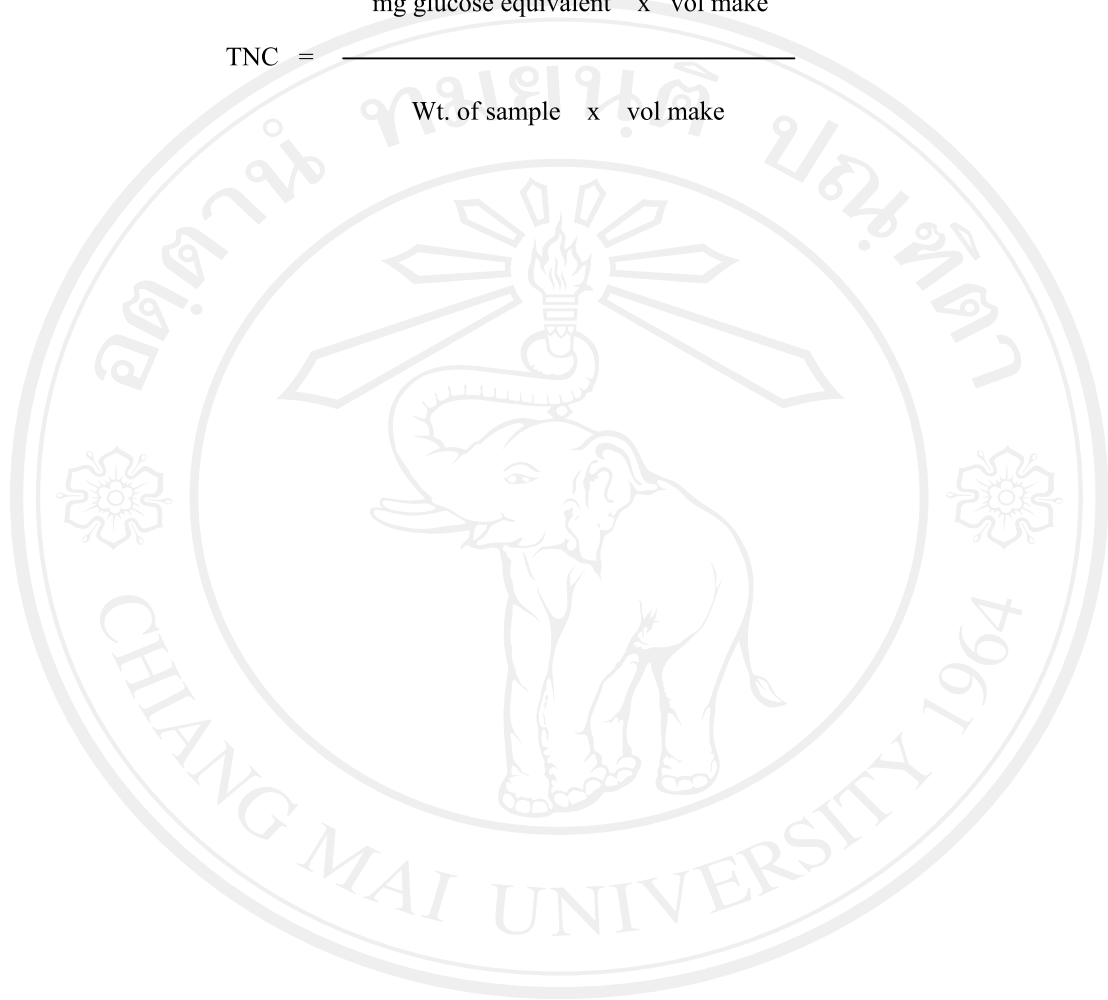 mg glucose equivalent x vol make
TNC =
Wt. of sample x vol make
CHIANG MAI UNIVERSITY 1964